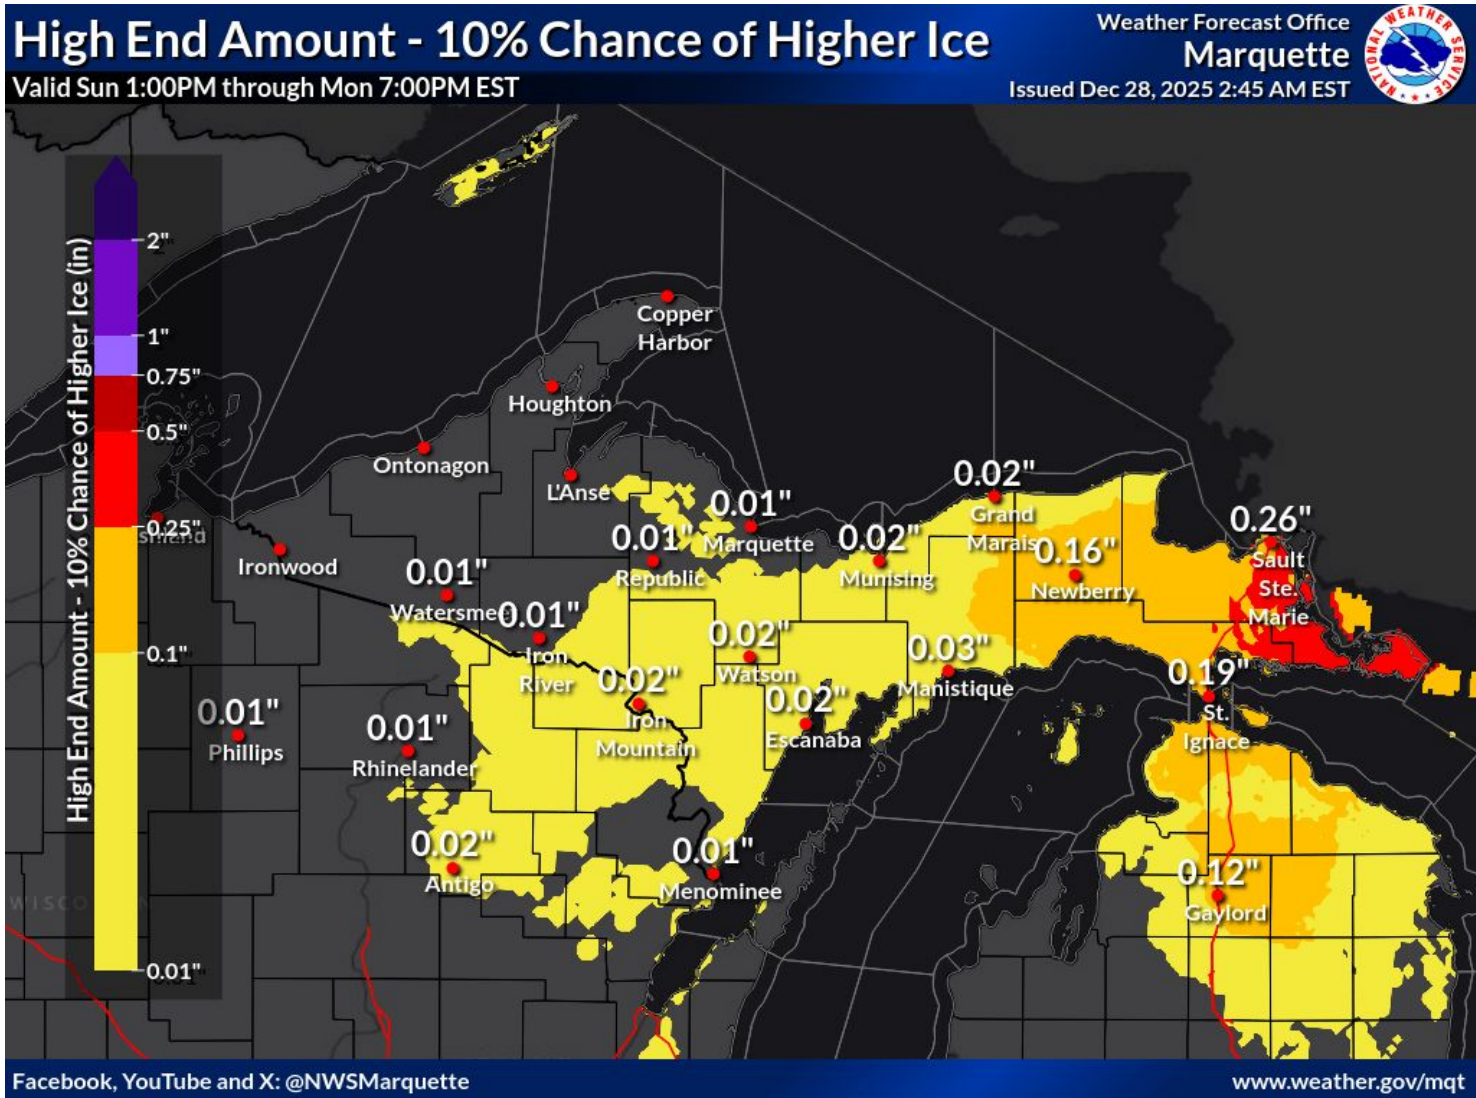 High End Amount - 10% Chance of Higher Ice
Valid Sun 1:00PM through Mon 7:00PM EST
Weather Forecast Office
Marquette
Issued Dec 28, 2025 2:45 AM EST
NATIONAL WEATHER SERVICE
High End Amount - 10% Chance of Higher Ice (in)
2"
1"
0.75"
0.5"
0.25"
0.1"
0.01"
Copper
Harbor
Houghton
Ontonagon
L'Anse
Ironwood
0.01"
Marquette
0.01"
Republic
0.02"
Munising
0.02"
Grand
Marais
0.16"
Newberry
0.26"
Sault
Ste.
Marie
0.01"
Watersmee
0.01"
Iron
River
0.02"
Watson
0.03"
Manistique
0.19"
St.
Ignace
0.02"
Iron
Mountain
0.02"
Escanaba
0.01"
Phillips
0.01"
Rhinelander
0.02"
Antigo
0.01"
Menominee
0.12"
Gaylord
Facebook, YouTube and X: @NWSMarquette
www.weather.gov/mqt